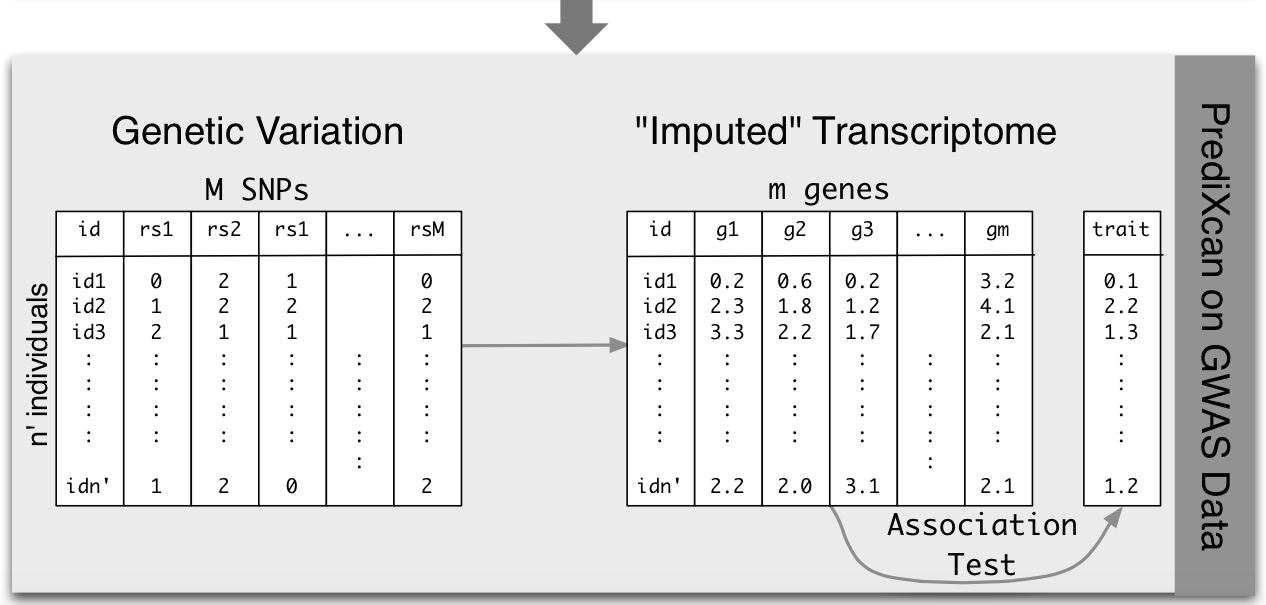 Genetic Variation
"Imputed" Transcriptome
M SNPs
m genes
id rs1 rs2 rs1 ... rsM
id1 0 2 1 0
id2 1 2 2 2
id3 2 1 1 1
: : : : : :
: : : : : :
: : : : : :
: : : : : :
:
idn' 1 2 0 2
n' individuals
id g1 g2 g3 ... gm
id1 0.2 0.6 0.2 3.2
id2 2.3 1.8 1.2 4.1
id3 3.3 2.2 1.7 2.1
: : : : : :
: : : : : :
: : : : : :
: : : : : :
:
idn' 2.2 2.0 3.1 2.1
trait
0.1
2.2
1.3
:
:
:
:
1.2
Association
Test
PrediXcan on GWAS Data